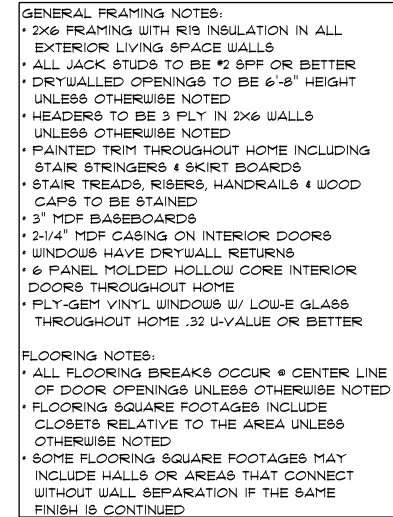 GENERAL FRAMING NOTES:
• 2X6 FRAMING WITH R19 INSULATION IN ALL
EXTERIOR LIVING SPACE WALLS
• ALL JACK STUDS TO BE #2 SPF OR BETTER
• DRYWALLED OPENINGS TO BE 6'-8" HEIGHT
UNLESS OTHERWISE NOTED
• HEADERS TO BE 3 PLY IN 2X6 WALLS
UNLESS OTHERWISE NOTED
• PAINTED TRIM THROUGHOUT HOME INCLUDING
STAIR STRINGERS & SKIRT BOARDS
• STAIR TREADS, RISERS, HANDRAILS & WOOD
CAPS TO BE STAINED
• 3" MDF BASEBOARDS
• 2-1/4" MDF CASING ON INTERIOR DOORS
• WINDOWS HAVE DRYWALL RETURNS
• 6 PANEL MOLDED HOLLOW CORE INTERIOR
DOORS THROUGHOUT HOME
• PLY-GEM VINYL WINDOWS W/ LOW-E GLASS
THROUGHOUT HOME .32 U-VALUE OR BETTER
FLOORING NOTES:
• ALL FLOORING BREAKS OCCUR @ CENTER LINE
OF DOOR OPENINGS UNLESS OTHERWISE NOTED
• FLOORING SQUARE FOOTAGES INCLUDE
CLOSETS RELATIVE TO THE AREA UNLESS
OTHERWISE NOTED
• SOME FLOORING SQUARE FOOTAGES MAY
INCLUDE HALLS OR AREAS THAT CONNECT
WITHOUT WALL SEPARATION IF THE SAME
FINISH IS CONTINUED